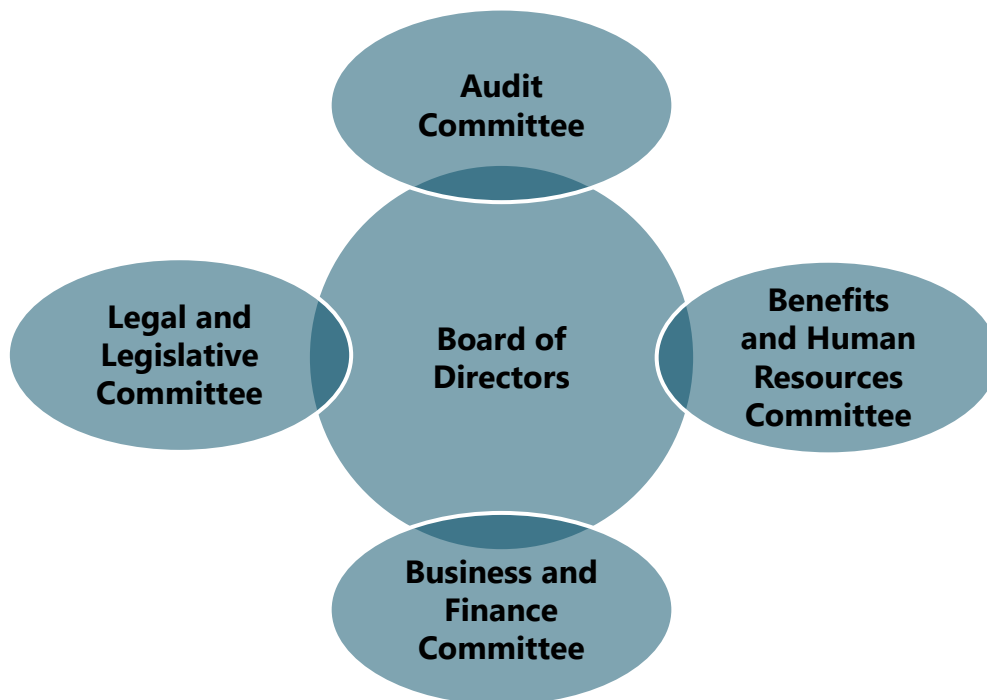 Audit
Committee
Legal and
Legislative
Committee
Board of
Directors
Benefits
and Human
Resources
Committee
Business and
Finance
Committee